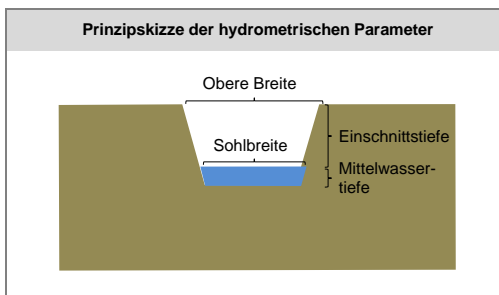 Prinzipskizze der hydrometrischen Parameter
Obere Breite
Sohlbreite
Einschnittstiefe
Mittelwasser-
tiefe